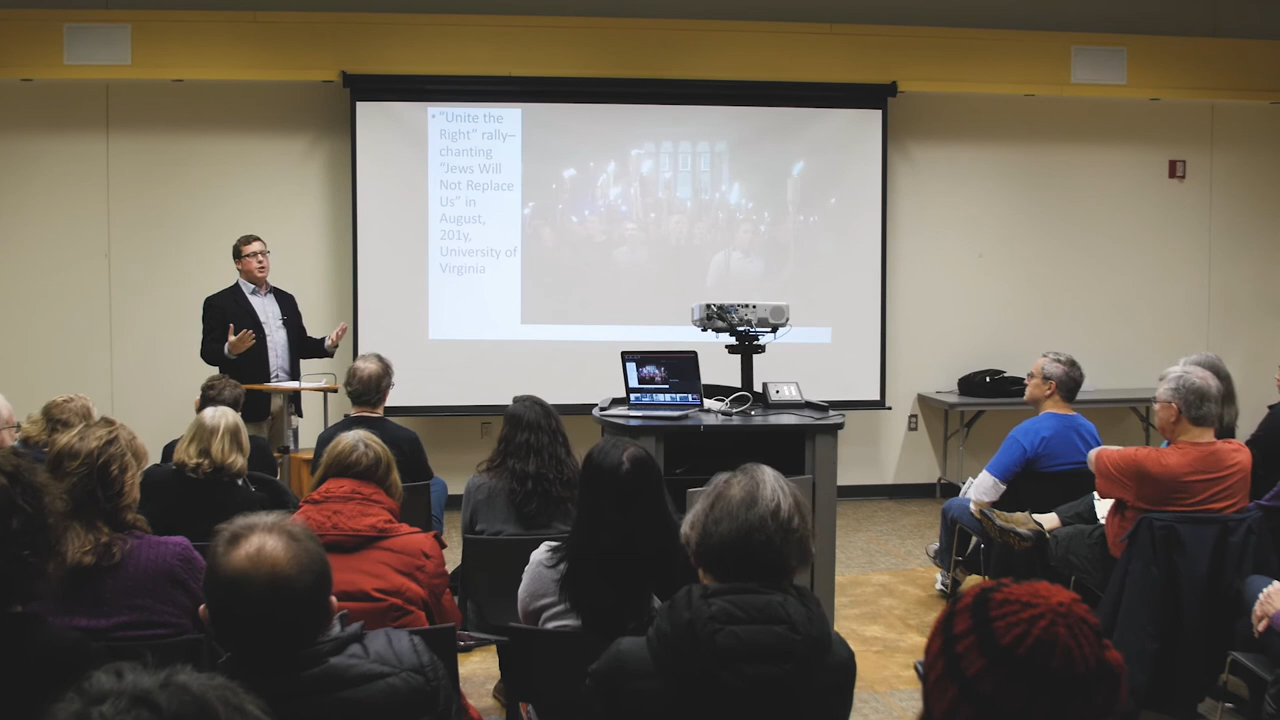 • "Unite the
Right" rally–
chanting
"Jews Will
Not Replace
Us" in
August,
201y,
University of
Virginia